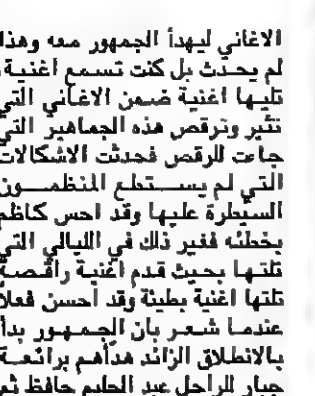 الاغاني ليهدأ الجمهور معه وهذا
لم يحدث بل كنت تسمع اغنية
تليها اغنية ضمن الاغاني التي
تثير وترقص هذه الجماهير التي
جاءت للرقص فحدثت الاشكالات
التي لم يستطع المنظمون
السيطرة عليها وقد احس كاظم
بخطئه فغير ذلك في الليالي التي
تلتها بحيث قدم اغنية راقصة
تلتها اغنية بطيئة وقد احسن فعلا
عندما شعر بان الجمهور بدأ
بالانطلاق الزائد هدأهم برائعة
جبار للراحل عبد الحليم حافظ ثم